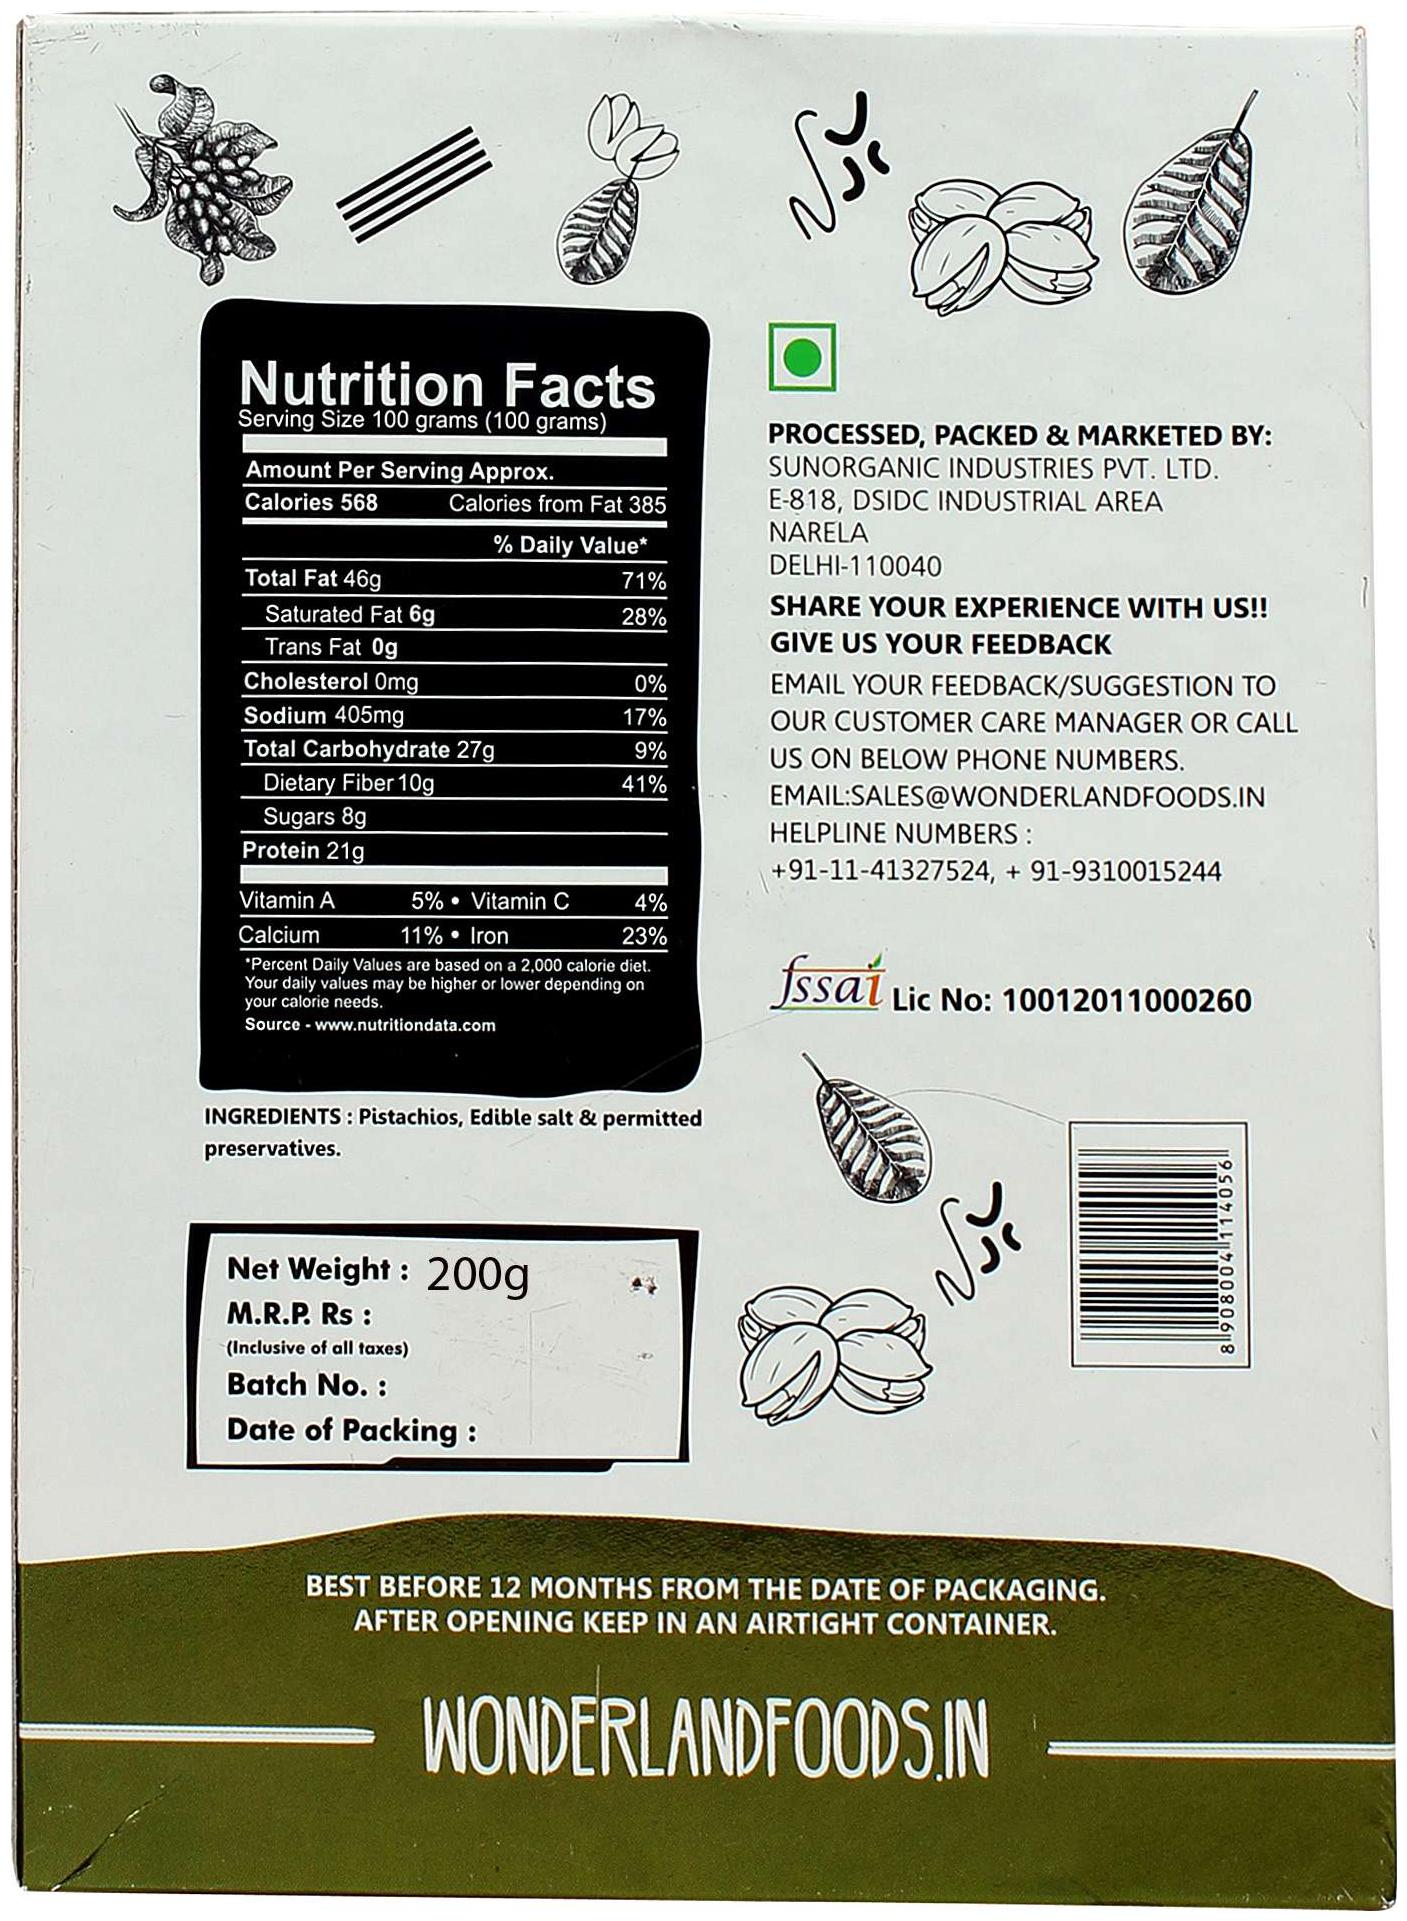 Nutrition Facts
Serving Size 100 grams (100 grams)
Amount Per Serving Approx.
Calories 568 Calories from Fat 385
% Daily Value*
Total Fat 46g 71%
Saturated Fat 6g 28%
Trans Fat 0g
Cholesterol 0mg 0%
Sodium 405mg 17%
Total Carbohydrate 27g 9%
Dietary Fiber 10g 41%
Sugars 8g
Protein 21g
Vitamin A 5% • Vitamin C 4%
Calcium 11% • Iron 23%
*Percent Daily Values are based on a 2,000 calorie diet.
Your daily values may be higher or lower depending on
your calorie needs.
Source - www.nutritiondata.com
INGREDIENTS : Pistachios, Edible salt & permitted
preservatives.
Net Weight : 200g
M.R.P. Rs :
(Inclusive of all taxes)
Batch No. :
Date of Packing :
PROCESSED, PACKED & MARKETED BY:
SUNORGANIC INDUSTRIES PVT. LTD.
E-818, DSIDC INDUSTRIAL AREA
NARELA
DELHI-110040
SHARE YOUR EXPERIENCE WITH US!!
GIVE US YOUR FEEDBACK
EMAIL YOUR FEEDBACK/SUGGESTION TO
OUR CUSTOMER CARE MANAGER OR CALL
US ON BELOW PHONE NUMBERS.
EMAIL:SALES@WONDERLANDFOODS.IN
HELPLINE NUMBERS :
+91-11-41327524, + 91-9310015244
fssai Lic No: 10012011000260
8 908004 114056
BEST BEFORE 12 MONTHS FROM THE DATE OF PACKAGING.
AFTER OPENING KEEP IN AN AIRTIGHT CONTAINER.
WONDERLANDFOODS.IN